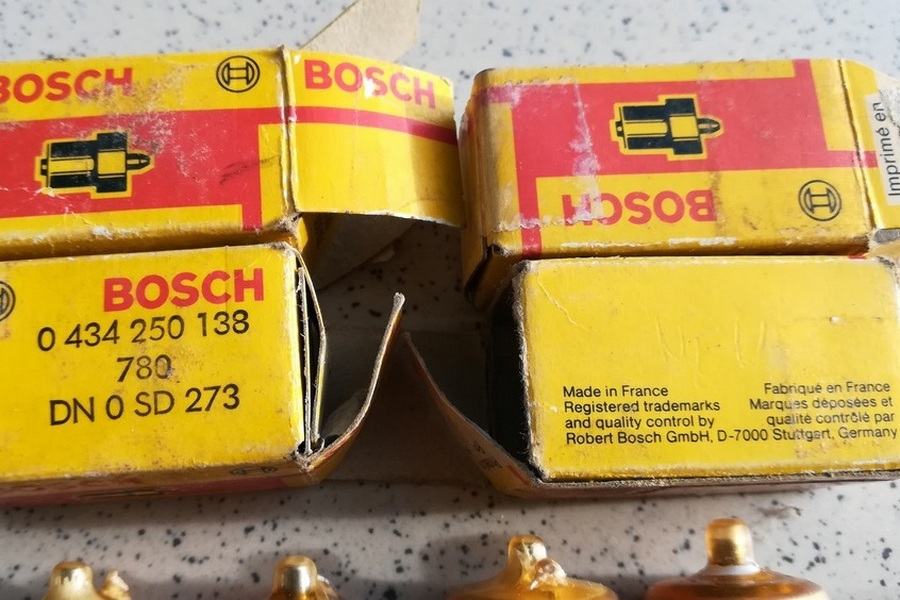 BOSCH
BOSCH
BOSCH
Imprimé en
BOSCH
0 434 250 138
780
DN 0 SD 273
Made in France
Registered trademarks
and quality control by
Robert Bosch GmbH, D-7000 Stuttgart, Germany
Fabriqué en France
Marques déposées et
qualité contrôlé par